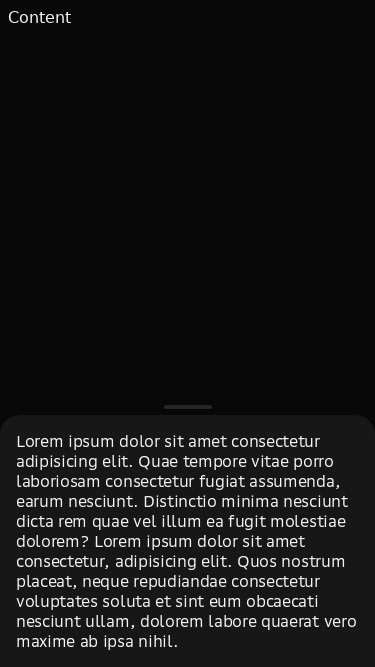 Content
Lorem ipsum dolor sit amet consectetur
adipisicing elit. Quae tempore vitae porro
laboriosam consectetur fugiat assumenda,
earum nesciunt. Distinctio minima nesciunt
dicta rem quae vel illum ea fugit molestiae
dolorem? Lorem ipsum dolor sit amet
consectetur, adipisicing elit. Quos nostrum
placeat, neque repudiandae consectetur
voluptates soluta et sint eum obcaecati
nesciunt ullam, dolorem labore quaerat vero
maxime ab ipsa nihil.